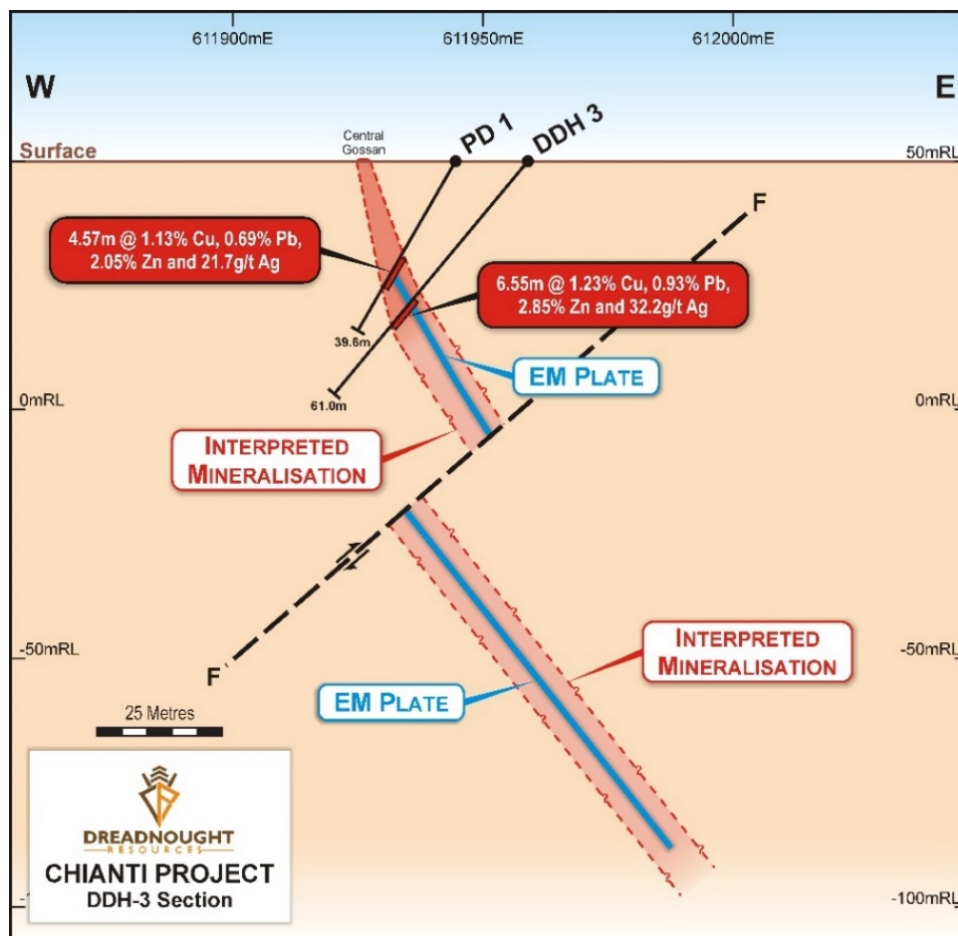 611900mE
611950mE
612000mE
W
E
Central
Gossan
PD 1
DDH 3
Surface
50mRL
F
4.57m @ 1.13% Cu, 0.69% Pb,
2.05% Zn and 21.7g/t Ag
6.55m @ 1.23% Cu, 0.93% Pb,
2.85% Zn and 32.2g/t Ag
39.6m
EM PLATE
61.0m
0mRL
0mRL
INTERPRETED
MINERALISATION
-50mRL
-50mRL
INTERPRETED
MINERALISATION
F
EM PLATE
25 Metres
DREADNOUGHT
RESOURCES
CHIANTI PROJECT
DDH-3 Section
-100mRL